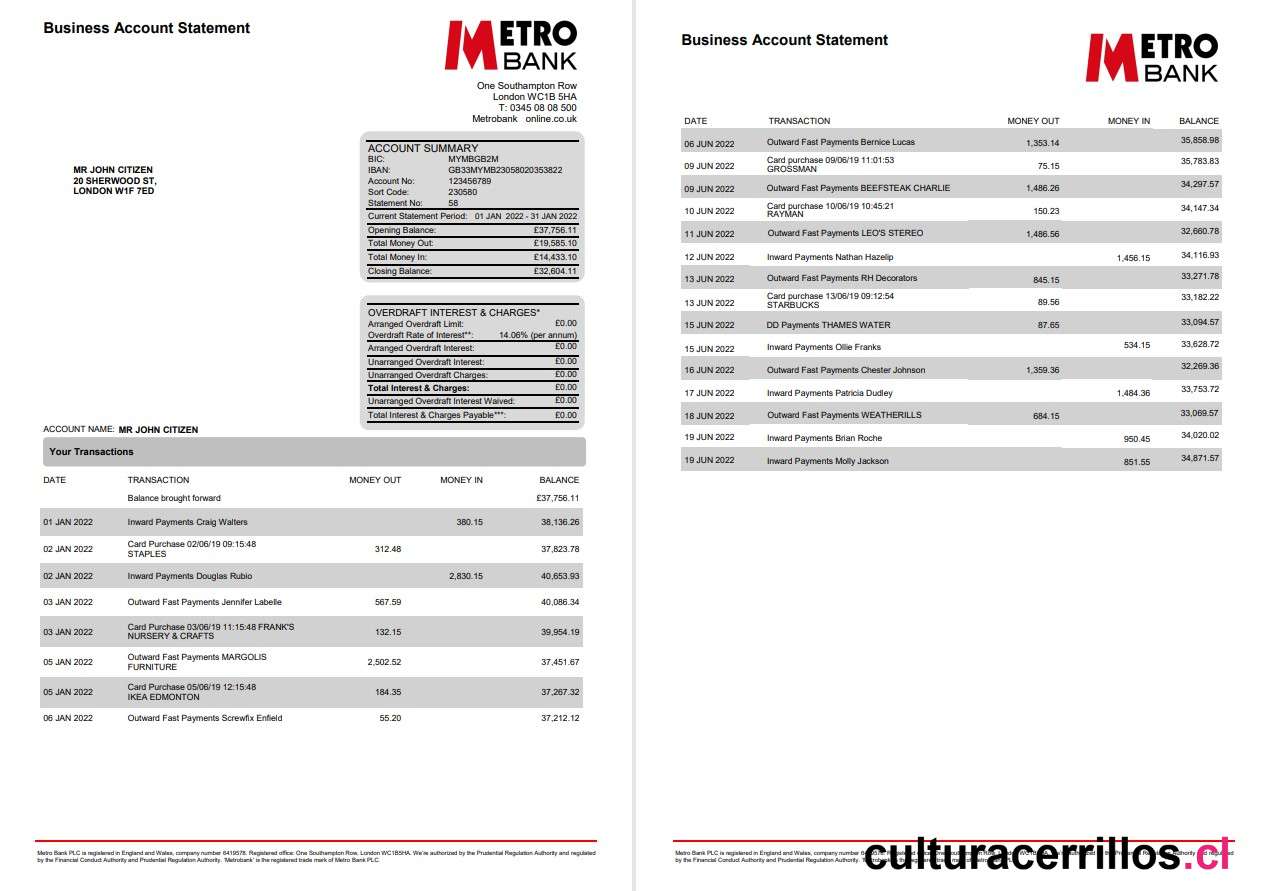 Business Account Statement
METRO
BANK
One Southampton Row
London WC1B 5HA
T: 0345 08 08 500
Metrobank online.co.uk
MR JOHN CITIZEN
20 SHERWOOD ST,
LONDON W1F 7ED
ACCOUNT SUMMARY
BIC: MYMBGB2M
IBAN: GB33MYMB23058020353822
Account No: 123456789
Sort Code: 230580
Statement No: 58
Current Statement Period: 01 JAN 2022 - 31 JAN 2022
Opening Balance: £37,756.11
Total Money Out: £19,585.10
Total Money In: £14,433.10
Closing Balance: £32,604.11
OVERDRAFT INTEREST & CHARGES*
Arranged Overdraft Limit: £0.00
Overdraft Rate of Interest**: 14.06% (per annum)
Arranged Overdraft Interest: £0.00
Unarranged Overdraft Interest: £0.00
Unarranged Overdraft Charges: £0.00
Total Interest & Charges: £0.00
Unarranged Overdraft Interest Waived: £0.00
Total Interest & Charges Payable***: £0.00
ACCOUNT NAME: MR JOHN CITIZEN
Your Transactions
DATE TRANSACTION MONEY OUT MONEY IN BALANCE
Balance brought forward £37,756.11
01 JAN 2022 Inward Payments Craig Walters 380.15 38,136.26
02 JAN 2022 Card Purchase 02/06/19 09:15:48 312.48 37,823.78
STAPLES
02 JAN 2022 Inward Payments Douglas Rubio 2,830.15 40,653.93
03 JAN 2022 Outward Fast Payments Jennifer Labelle 567.59 40,086.34
03 JAN 2022 Card Purchase 03/06/19 11:15:48 FRANK'S 132.15 39,954.19
NURSERY & CRAFTS
05 JAN 2022 Outward Fast Payments MARGOLIS 2,502.52 37,451.67
FURNITURE
05 JAN 2022 Card Purchase 05/06/19 12:15:48 184.35 37,267.32
IKEA EDMONTON
06 JAN 2022 Outward Fast Payments Screwfix Enfield 55.20 37,212.12
Metro Bank PLC is registered in England and Wales, company number 6419578. Registered office: One Southampton Row, London WC1B5HA. We're authorized by the Prudential Regulation Authority and regulated
by the Financial Conduct Authority and Prudential Regulation Authority. 'Metrobank' is the registered trade mark of Metro Bank PLC.
Business Account Statement
METRO
BANK
DATE TRANSACTION MONEY OUT MONEY IN BALANCE
06 JUN 2022 Outward Fast Payments Bernice Lucas 1,353.14 35,858.98
09 JUN 2022 Card purchase 09/06/19 11:01:53 75.15 35,783.83
GROSSMAN
09 JUN 2022 Outward Fast Payments BEEFSTEAK CHARLIE 1,486.26 34,297.57
10 JUN 2022 Card purchase 10/06/19 10:45:21 150.23 34,147.34
RAYMAN
11 JUN 2022 Outward Fast Payments LEO'S STEREO 1,486.56 32,660.78
12 JUN 2022 Inward Payments Nathan Hazelip 1,456.15 34,116.93
13 JUN 2022 Outward Fast Payments RH Decorators 845.15 33,271.78
13 JUN 2022 Card purchase 13/06/19 09:12:54 89.56 33,182.22
STARBUCKS
15 JUN 2022 DD Payments THAMES WATER 87.65 33,094.57
15 JUN 2022 Inward Payments Ollie Franks 534.15 33,628.72
16 JUN 2022 Outward Fast Payments Chester Johnson 1,359.36 32,269.36
17 JUN 2022 Inward Payments Patricia Dudley 1,484.36 33,753.72
18 JUN 2022 Outward Fast Payments WEATHERILLS 684.15 33,069.57
19 JUN 2022 Inward Payments Brian Roche 950.45 34,020.02
19 JUN 2022 Inward Payments Molly Jackson 851.55 34,871.57
Metro Bank PLC is registered in England and Wales, company number
by the Financial Conduct Authority and Prudential Regulation Authority.
culturacerrillos.cl